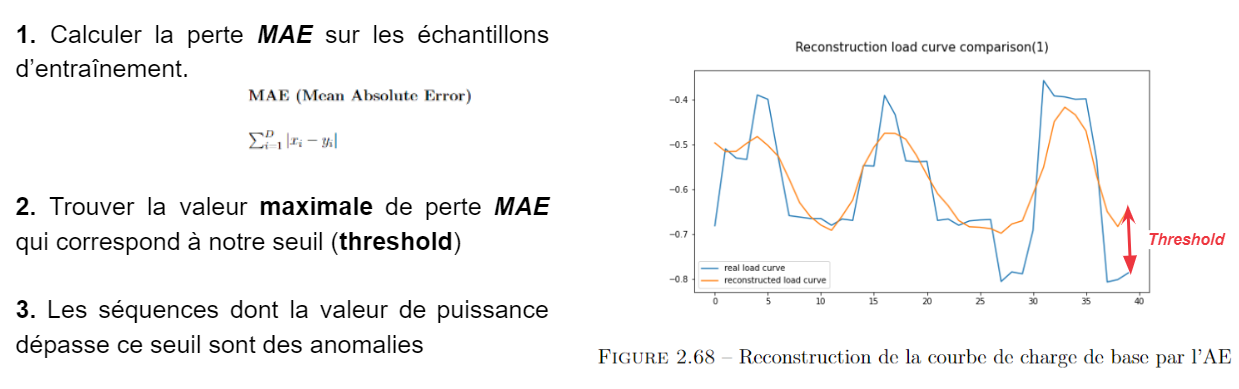 1. Calculer la perte MAE sur les échantillons
d'entraînement.
MAE (Mean Absolute Error)
∑ᴰᵢ₌₁ |xᵢ − yᵢ|
2. Trouver la valeur maximale de perte MAE
qui correspond à notre seuil (threshold)
3. Les séquences dont la valeur de puissance
dépasse ce seuil sont des anomalies
Reconstruction load curve comparison(1)
−0.4
−0.5
−0.6
−0.7
−0.8
real load curve
reconstructed load curve
0 5 10 15 20 25 30 35 40
Threshold
FIGURE 2.68 – Reconstruction de la courbe de charge de base par l'AE